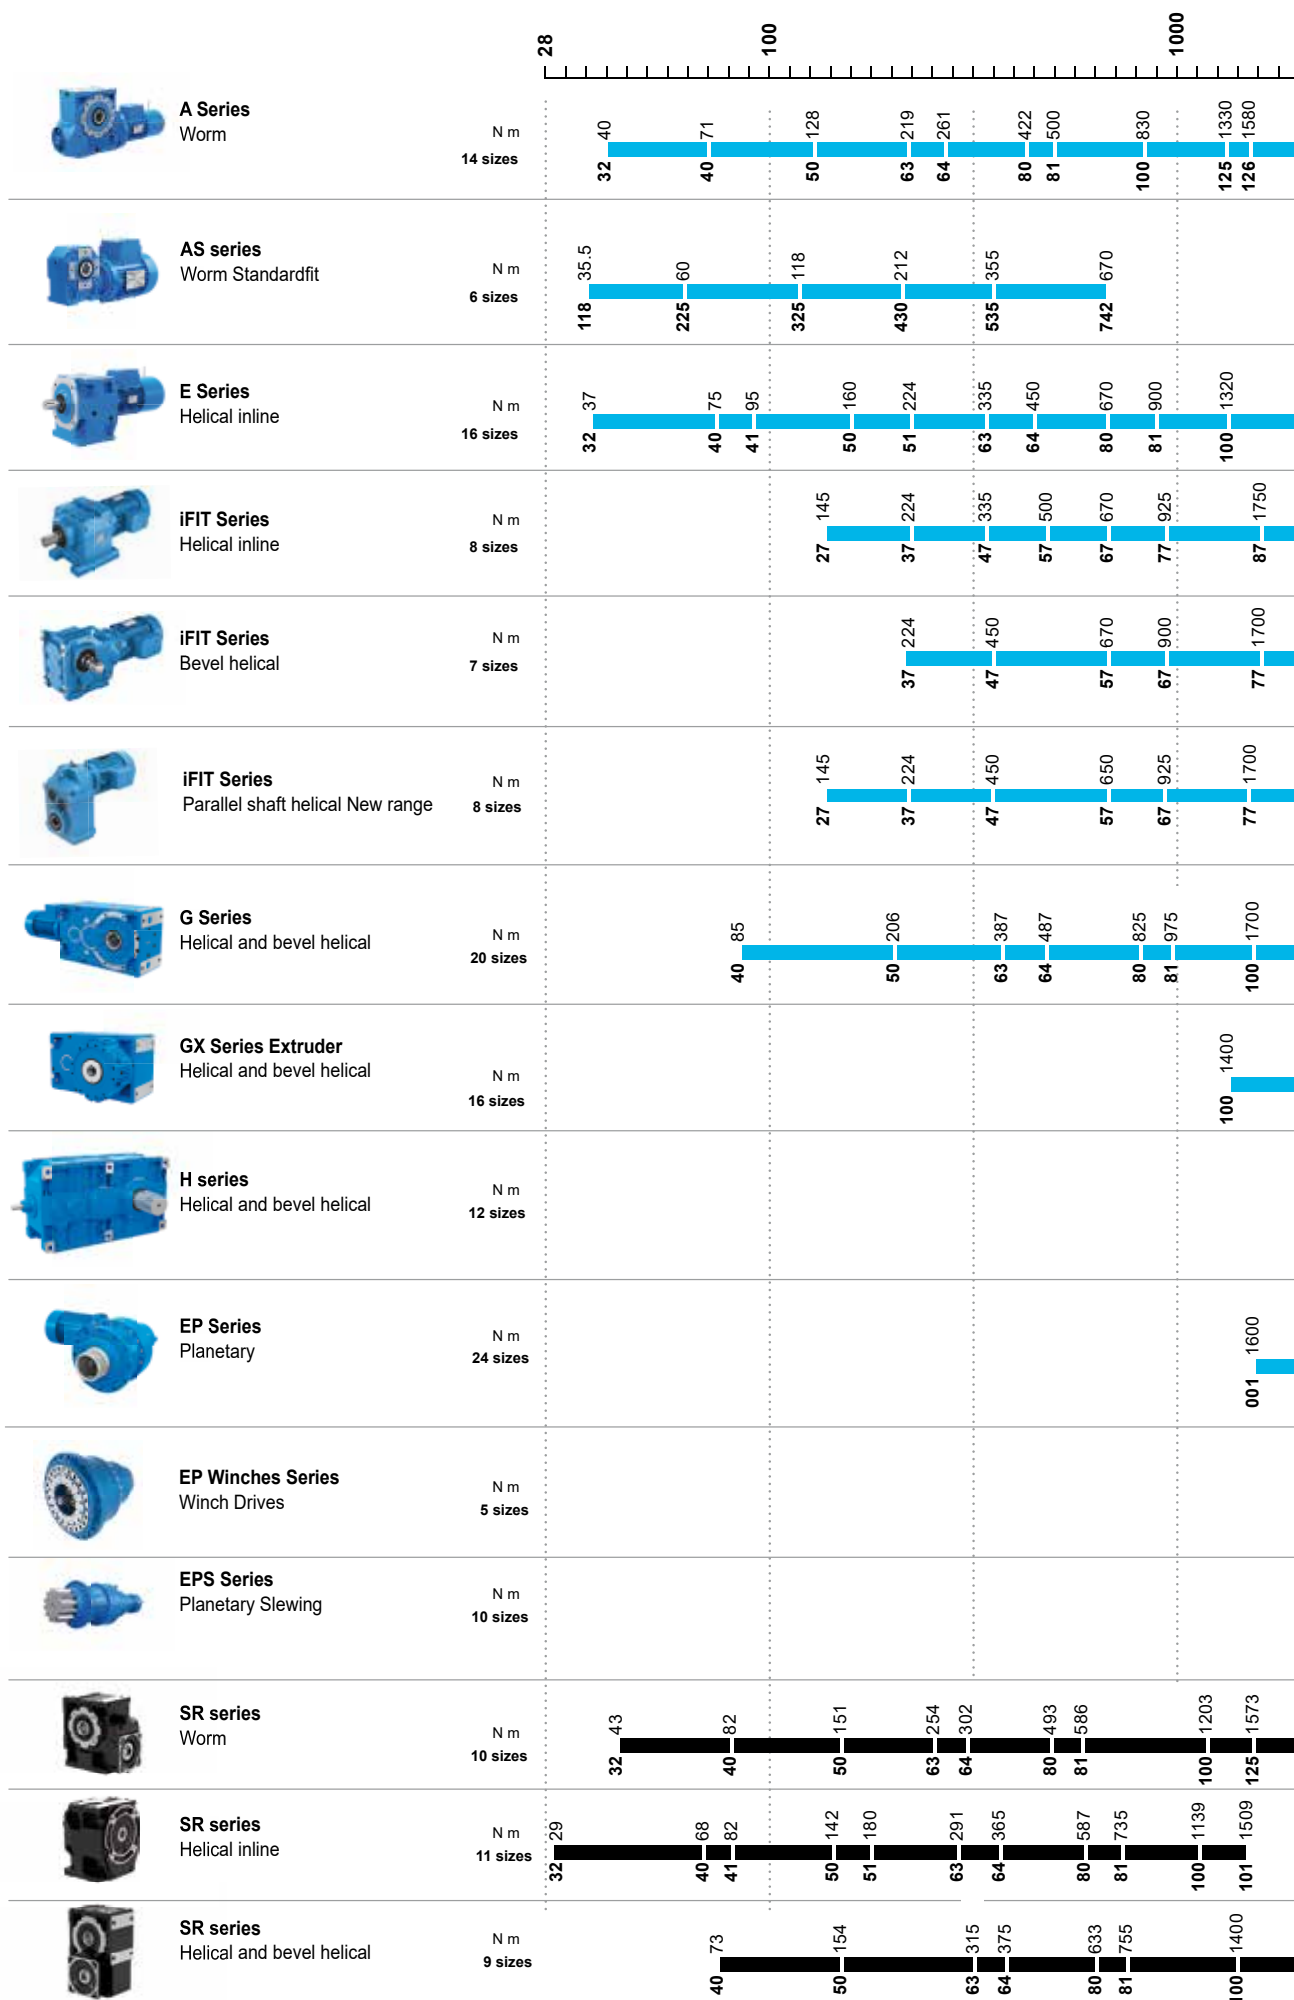 28 100 1000
A Series
Worm
N m
14 sizes
40 71 128 219 261 422 500 830 1330 1580
32 40 50 63 64 80 81 100 125 126
AS series
Worm Standardfit
N m
6 sizes
35.5 60 118 212 355 670
118 225 325 430 535 742
E Series
Helical inline
N m
16 sizes
37 75 95 160 224 335 450 670 900 1320
32 40 41 50 51 63 64 80 81 100
iFIT Series
Helical inline
N m
8 sizes
145 224 335 500 670 925 1750
27 37 47 57 67 77 87
iFIT Series
Bevel helical
N m
7 sizes
224 450 670 900 1700
37 47 57 67 77
iFIT Series
Parallel shaft helical New range
N m
8 sizes
145 224 450 650 925 1700
27 37 47 57 67 77
G Series
Helical and bevel helical
N m
20 sizes
85 206 387 487 825 975 1700
40 50 63 64 80 81 100
GX Series Extruder
Helical and bevel helical
N m
16 sizes
1400
100
H series
Helical and bevel helical
N m
12 sizes
EP Series
Planetary
N m
24 sizes
1600
001
EP Winches Series
Winch Drives
N m
5 sizes
EPS Series
Planetary Slewing
N m
10 sizes
SR series
Worm
N m
10 sizes
43 82 151 254 302 493 586 1203 1573
32 40 50 63 64 80 81 100 125
SR series
Helical inline
N m
11 sizes
29 68 82 142 180 291 365 587 735 1139 1509
32 40 41 50 51 63 64 80 81 100 101
SR series
Helical and bevel helical
N m
9 sizes
73 154 315 375 633 755 1400
40 50 63 64 80 81 100